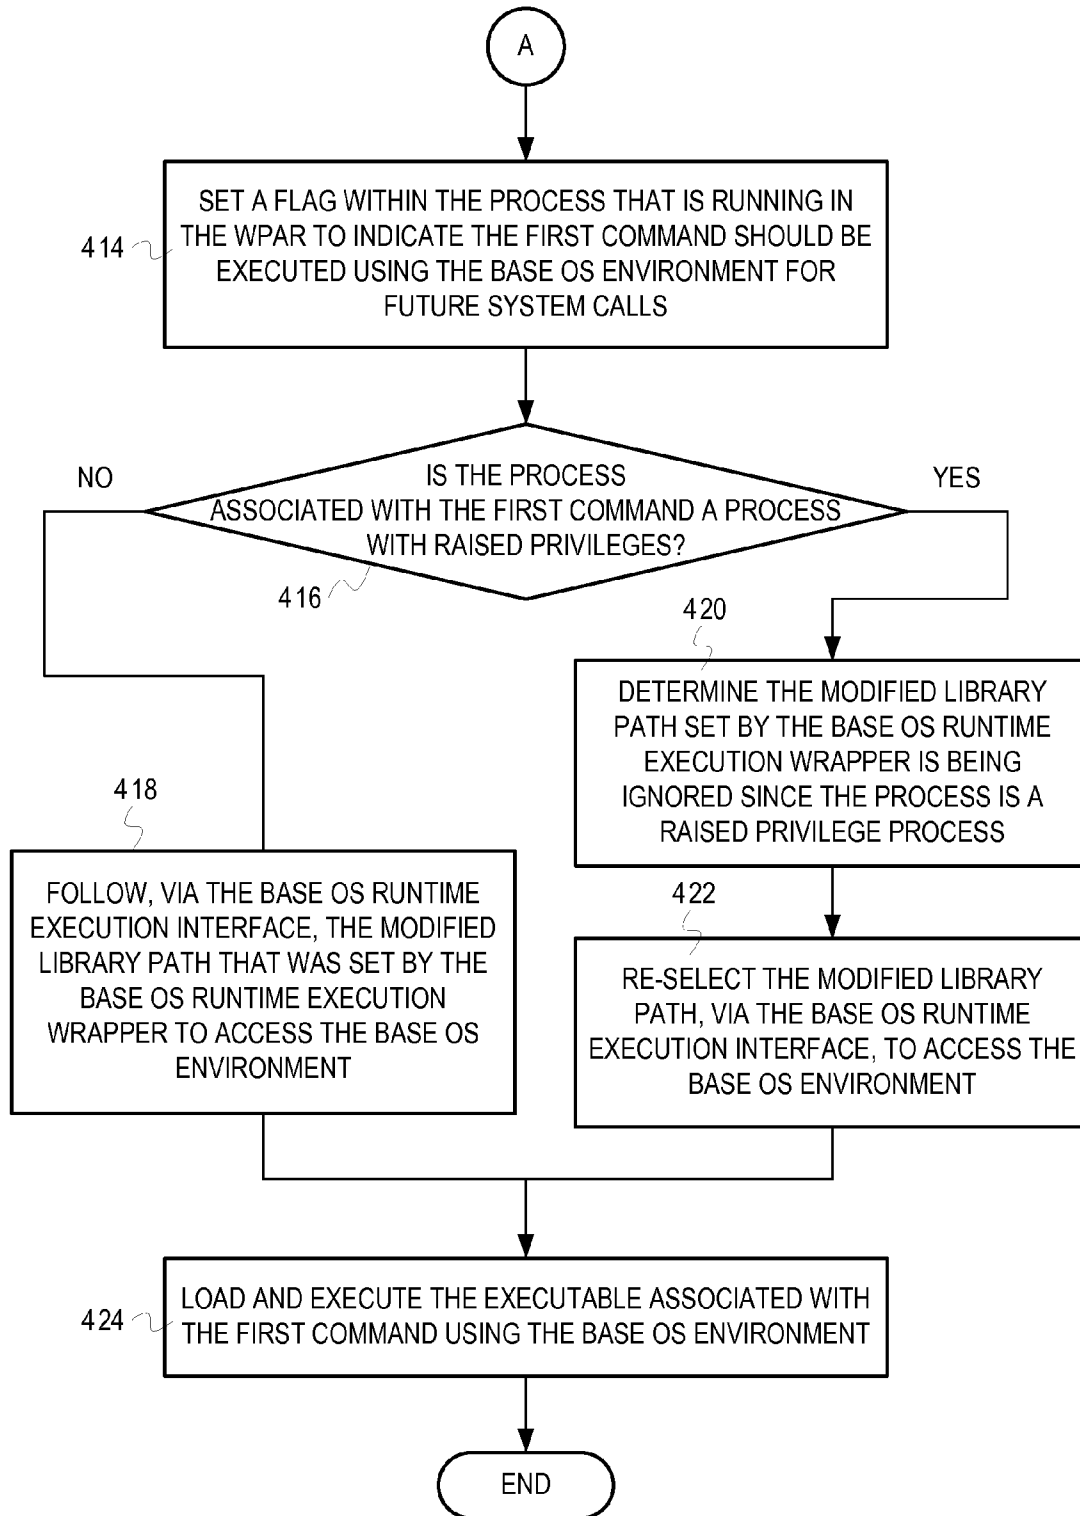 A
SET A FLAG WITHIN THE PROCESS THAT IS RUNNING IN
THE WPAR TO INDICATE THE FIRST COMMAND SHOULD BE
EXECUTED USING THE BASE OS ENVIRONMENT FOR
FUTURE SYSTEM CALLS
414
NO
YES
IS THE PROCESS
ASSOCIATED WITH THE FIRST COMMAND A PROCESS
WITH RAISED PRIVILEGES?
416
420
DETERMINE THE MODIFIED LIBRARY
PATH SET BY THE BASE OS RUNTIME
EXECUTION WRAPPER IS BEING
IGNORED SINCE THE PROCESS IS A
RAISED PRIVILEGE PROCESS
418
FOLLOW, VIA THE BASE OS RUNTIME
EXECUTION INTERFACE, THE MODIFIED
LIBRARY PATH THAT WAS SET BY THE
BASE OS RUNTIME EXECUTION
WRAPPER TO ACCESS THE BASE OS
ENVIRONMENT
422
RE-SELECT THE MODIFIED LIBRARY
PATH, VIA THE BASE OS RUNTIME
EXECUTION INTERFACE, TO ACCESS THE
BASE OS ENVIRONMENT
LOAD AND EXECUTE THE EXECUTABLE ASSOCIATED WITH
THE FIRST COMMAND USING THE BASE OS ENVIRONMENT
424
END